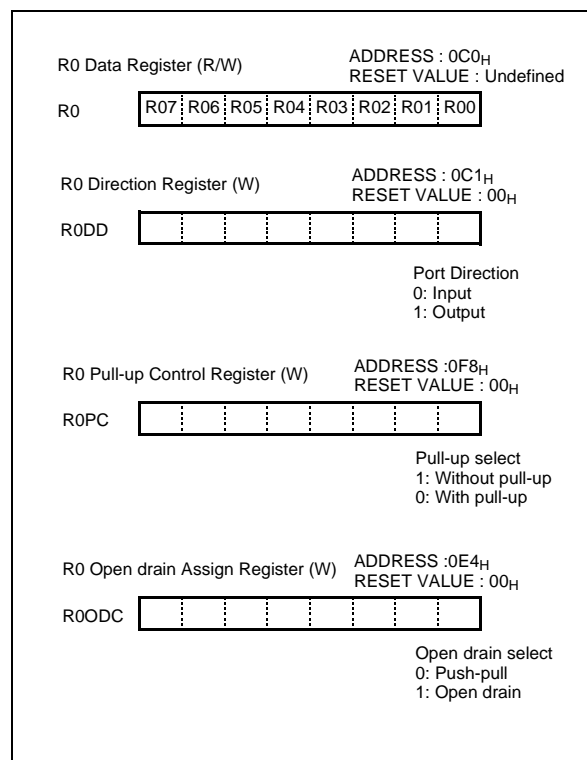 R0 Data Register (R/W)
ADDRESS : 0C0H
RESET VALUE : Undefined
R0
R07 R06 R05 R04 R03 R02 R01 R00
R0 Direction Register (W)
ADDRESS : 0C1H
RESET VALUE : 00H
R0DD
Port Direction
0: Input
1: Output
R0 Pull-up Control Register (W)
ADDRESS :0F8H
RESET VALUE : 00H
R0PC
Pull-up select
1: Without pull-up
0: With pull-up
R0 Open drain Assign Register (W)
ADDRESS :0E4H
RESET VALUE : 00H
R0ODC
Open drain select
0: Push-pull
1: Open drain